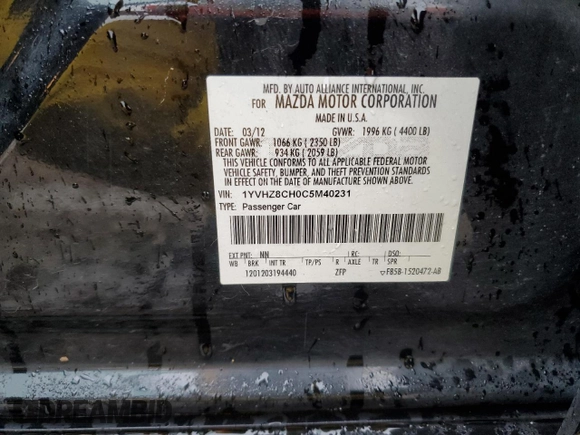 MFD. BY AUTO ALLIANCE INTERNATIONAL, INC.
FOR MAZDA MOTOR CORPORATION
MADE IN U.S.A.
DATE: 03/12 GVWR: 1996 KG ( 4400 LB)
FRONT GAWR: 1066 KG ( 2350 LB)
REAR GAWR: 934 KG ( 2059 LB)
THIS VEHICLE CONFORMS TO ALL APPLICABLE FEDERAL MOTOR
VEHICLE SAFETY, BUMPER, AND THEFT PREVENTION STANDARDS
IN EFFECT ON THE DATE OF MANUFACTURE SHOWN ABOVE.
VIN: 1YVHZ8CH0C5M40231
TYPE: Passenger Car
EXT PNT: NN RC: DSO:
WB BRK INT TR TP/PS R AXLE TR SPR
1201203194440 ZFP F85B-1520472-AB
DREAMBID